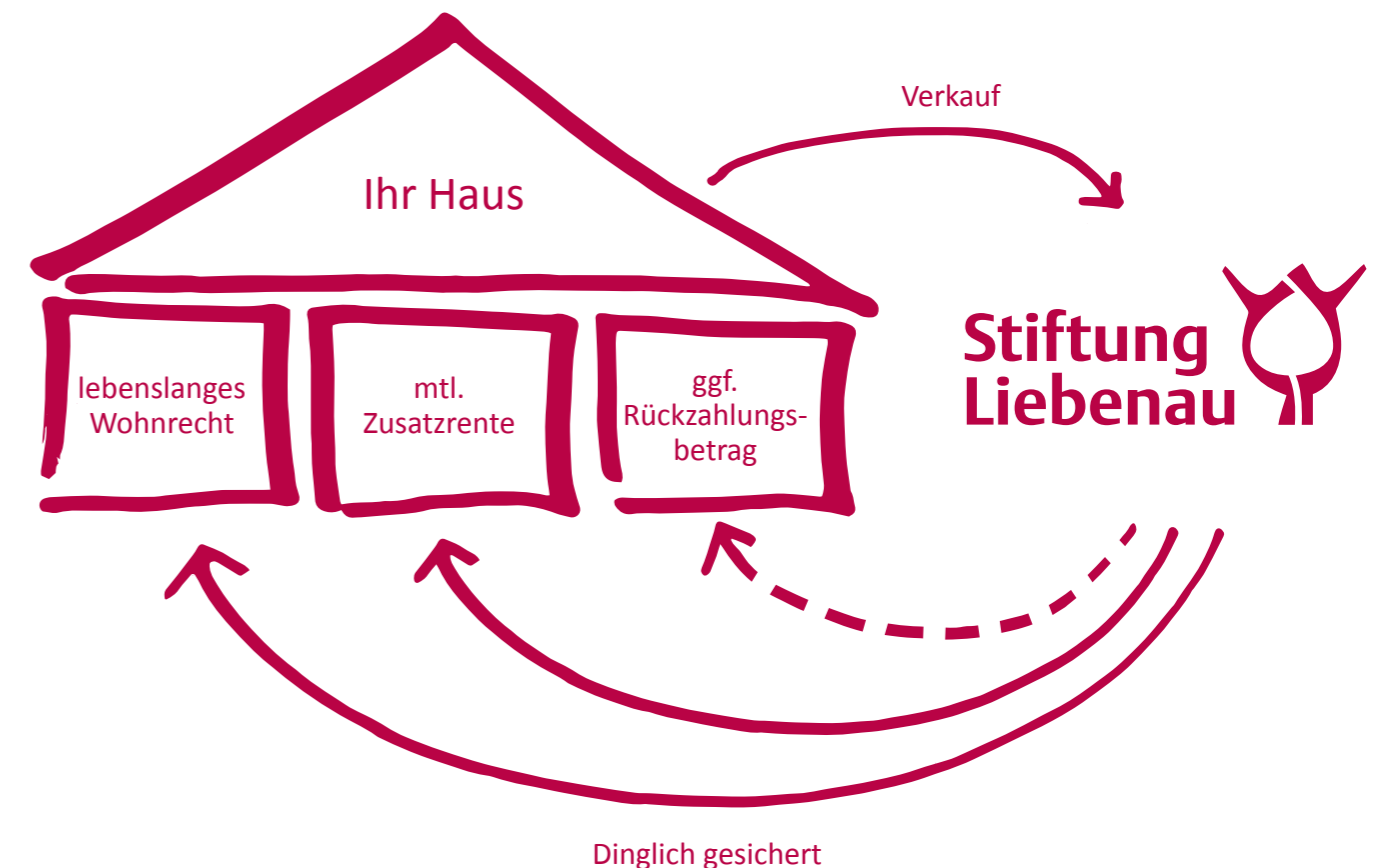 Verkauf
Ihr Haus
lebenslanges
Wohnrecht
mtl.
Zusatzrente
ggf.
Rückzahlungs-
betrag
Stiftung
Liebenau
Dinglich gesichert